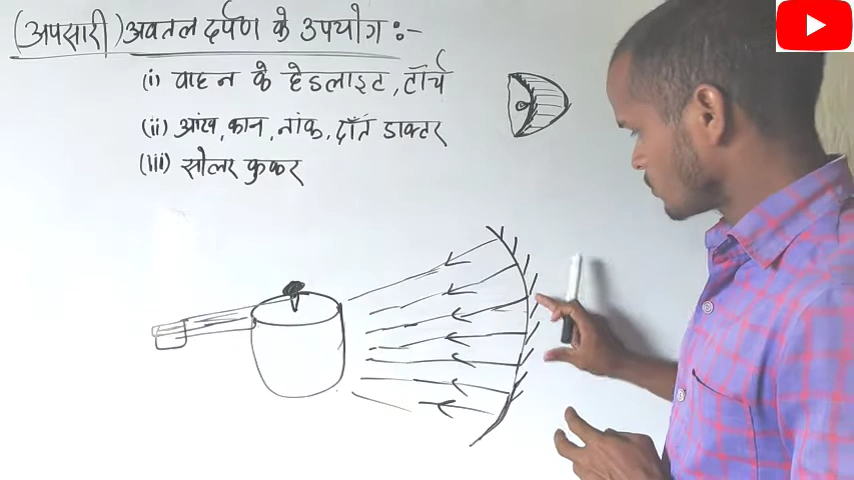 (अपसारी) अवतल दर्पण के उपयोग :-
(i) वाहन के हेडलाइट, टॉर्च
(ii) आंख, कान, नांक, दाँत डाक्टर
(iii) सोलर कुकर